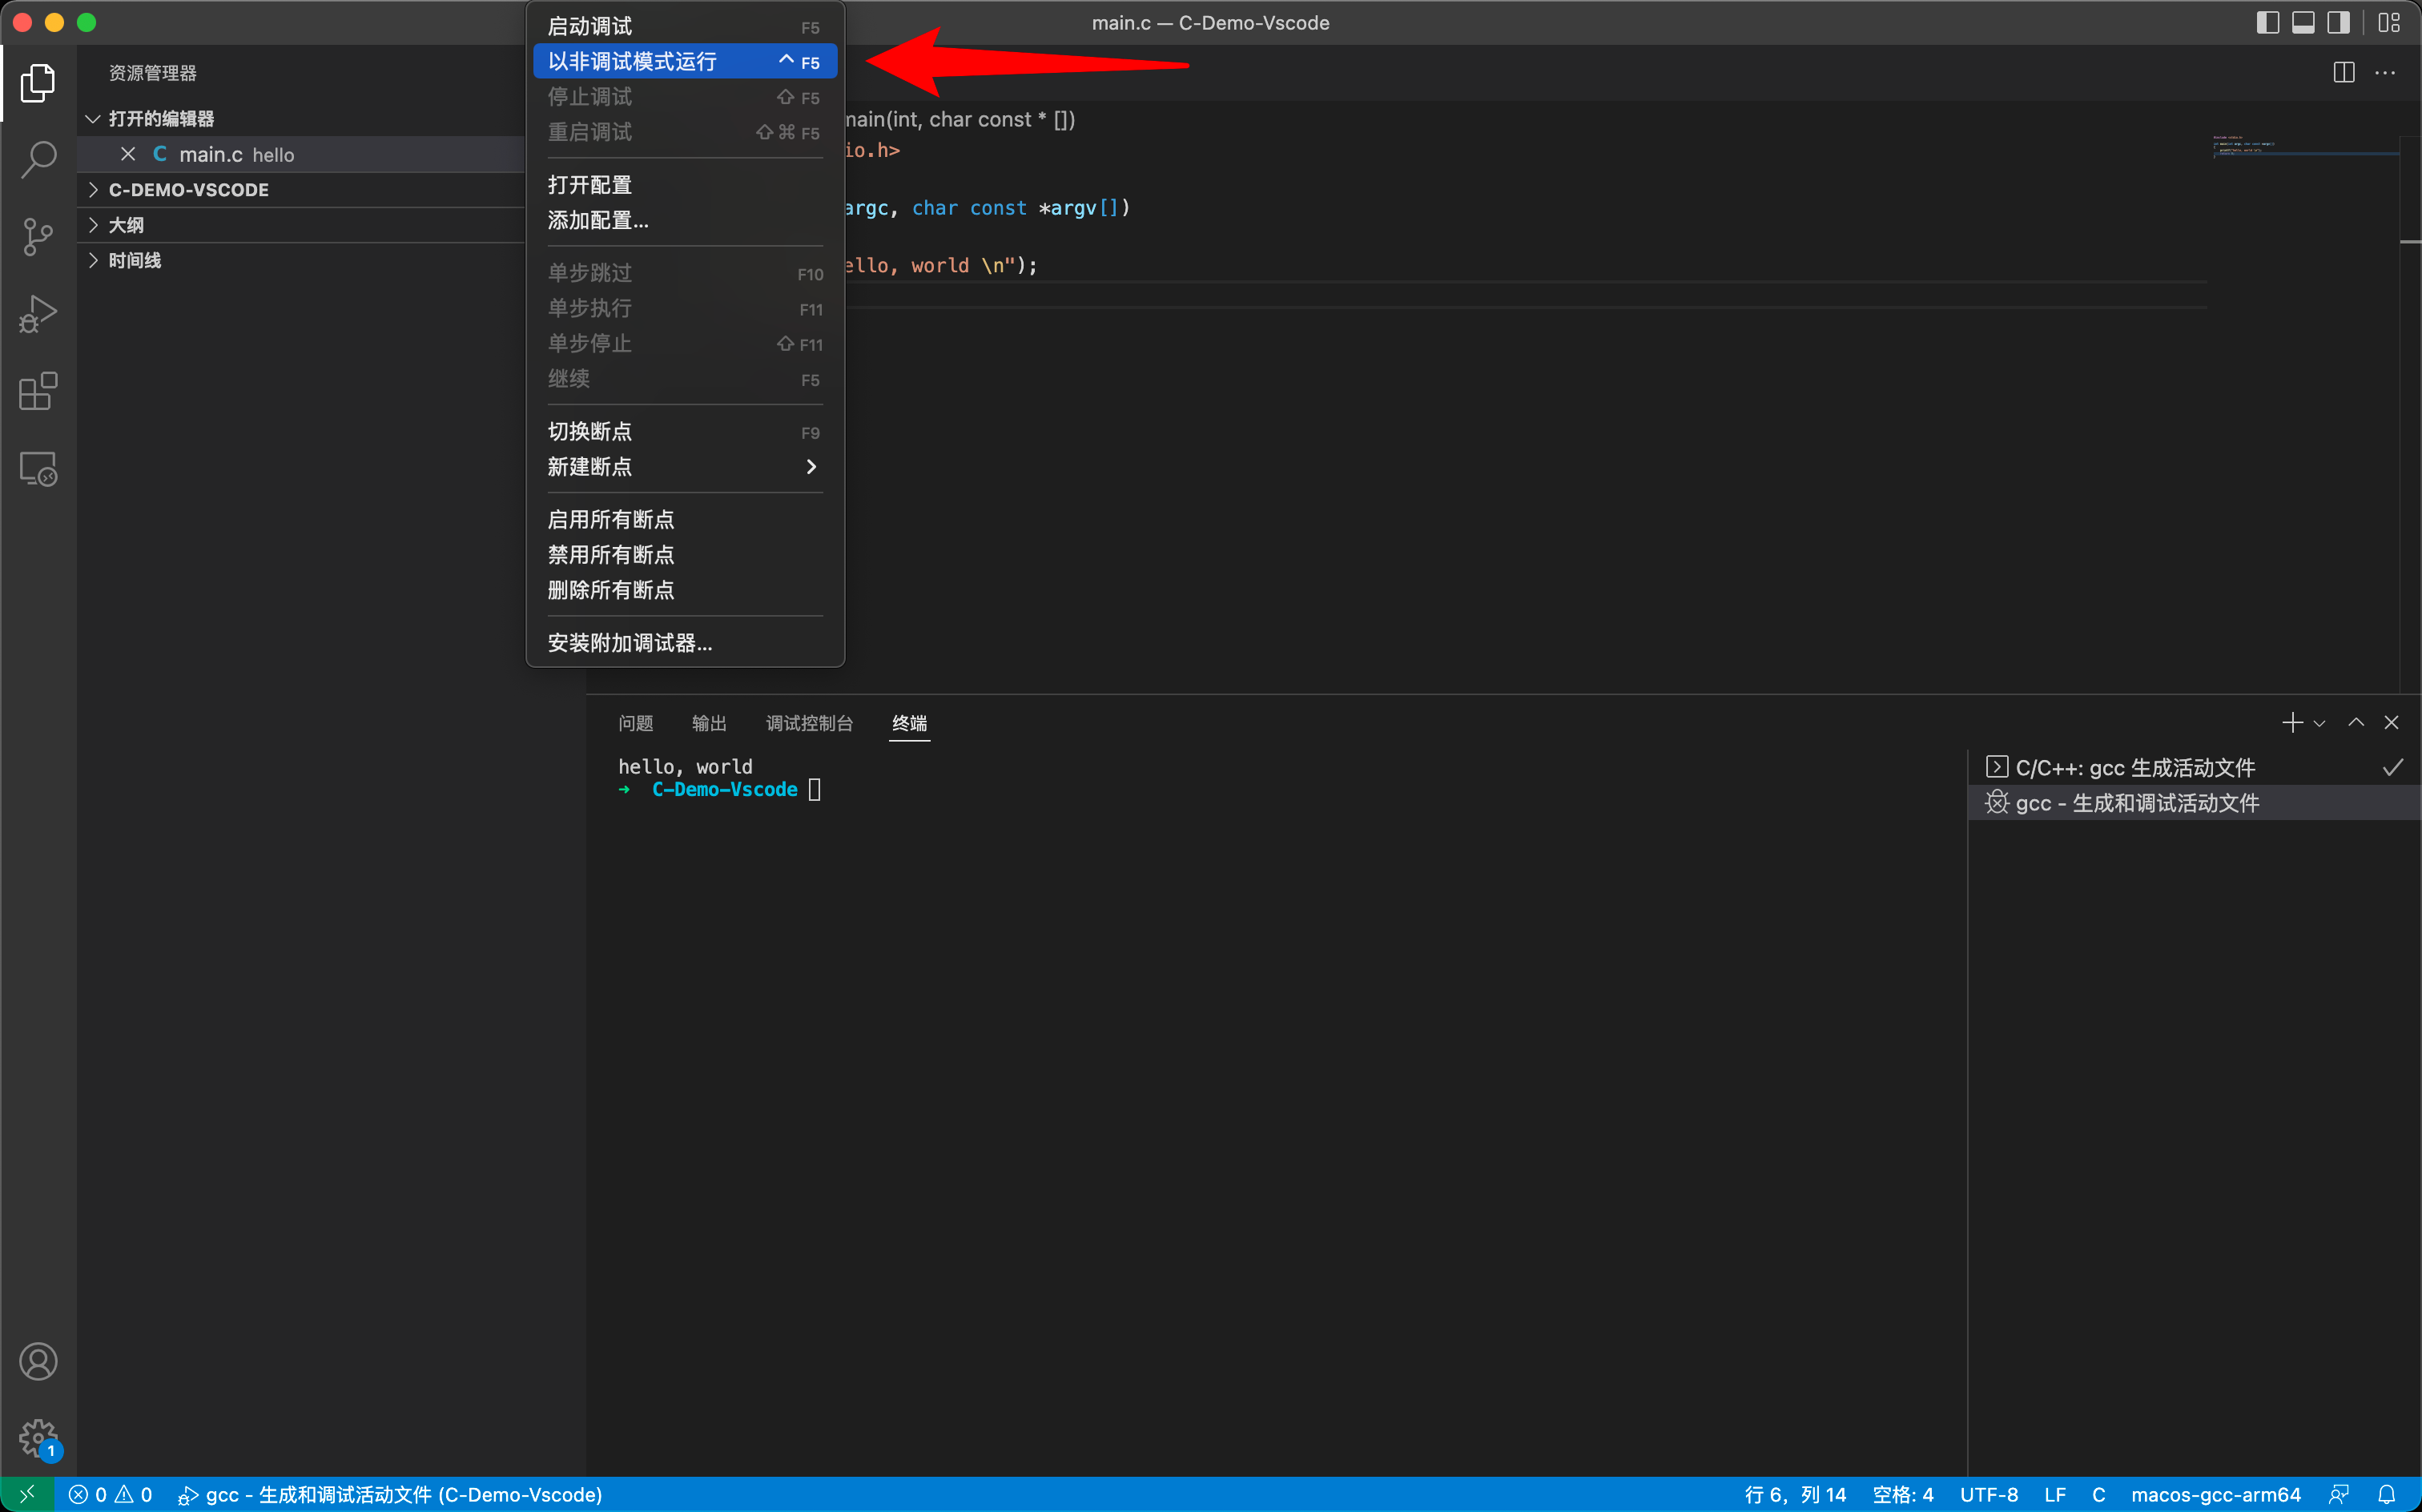 main.c — C-Demo-Vscode
启动调试 F5
以非调试模式运行 ^ F5
停止调试 ⇧ F5
重启调试 ⇧ ⌘ F5
打开配置
添加配置...
单步跳过 F10
单步执行 F11
单步停止 ⇧ F11
继续 F5
切换断点 F9
新建断点
启用所有断点
禁用所有断点
删除所有断点
安装附加调试器...
资源管理器
打开的编辑器
C main.c hello
C-DEMO-VSCODE
大纲
时间线
main(int, char const * [])
io.h>
argc, char const *argv[])
ello, world \n");
问题 输出 调试控制台 终端
hello, world
➜ C-Demo-Vscode
C/C++: gcc 生成活动文件
gcc - 生成和调试活动文件
1
0 0 gcc - 生成和调试活动文件 (C-Demo-Vscode) 行 6，列 14 空格: 4 UTF-8 LF C macos-gcc-arm64